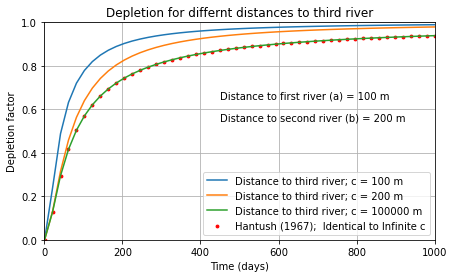 Depletion for differnt distances to third river
Depletion factor
1.0
0.8
0.6
0.4
0.2
0.0
Distance to first river (a) = 100 m
Distance to second river (b) = 200 m
Distance to third river; c = 100 m
Distance to third river; c = 200 m
Distance to third river; c = 100000 m
Hantush (1967);  Identical to Infinite c
0 200 400 600 800 1000
Time (days)